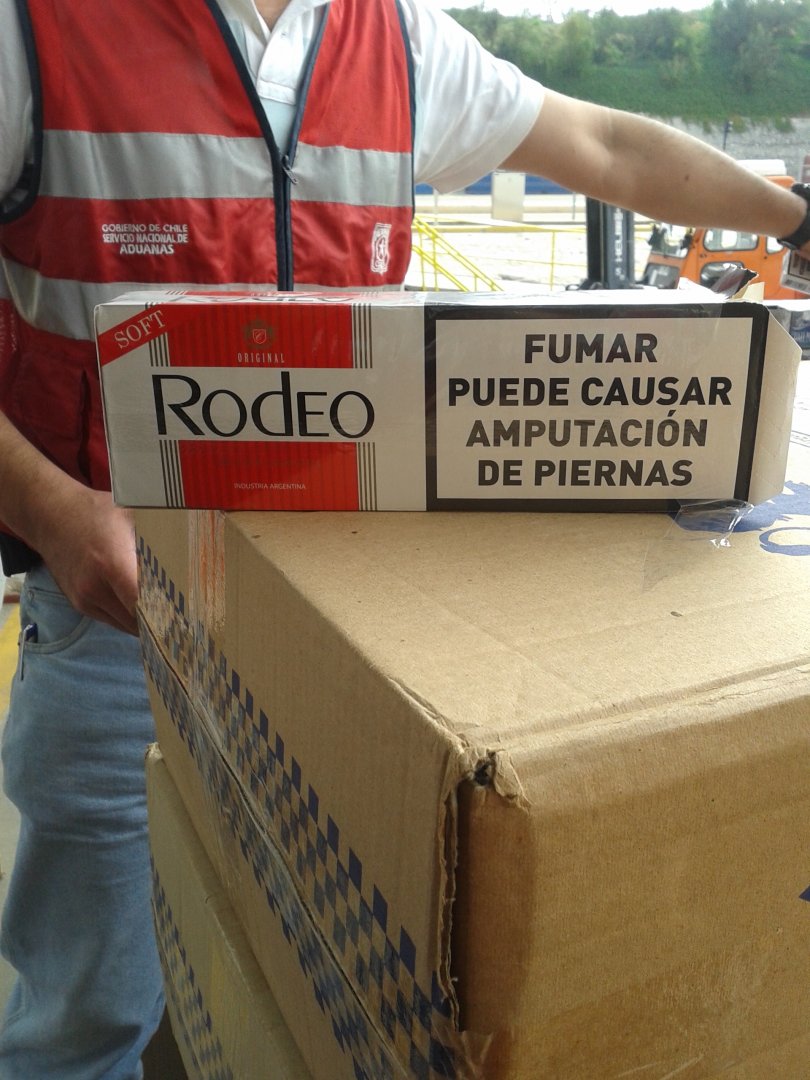 GOBIERNO DE CHILE
SERVICIO NACIONAL DE
ADUANAS
SOFT
ORIGINAL
RodEO
INDUSTRIA ARGENTINA
FUMAR
PUEDE CAUSAR
AMPUTACIÓN
DE PIERNAS